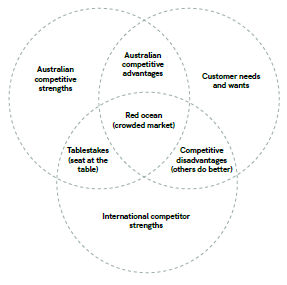 Australian
competitive
strengths
Australian
competitive
advantages
Customer needs
and wants
Red ocean
(crowded market)
Tablestakes
(seat at the
table)
Competitive
disadvantages
(others do better)
International competitor
strengths